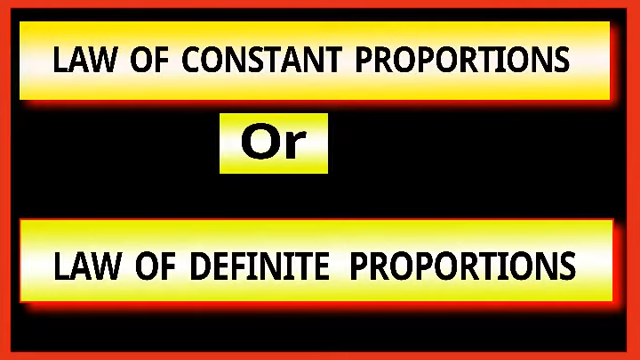 LAW OF CONSTANT PROPORTIONS
Or
LAW OF DEFINITE PROPORTIONS